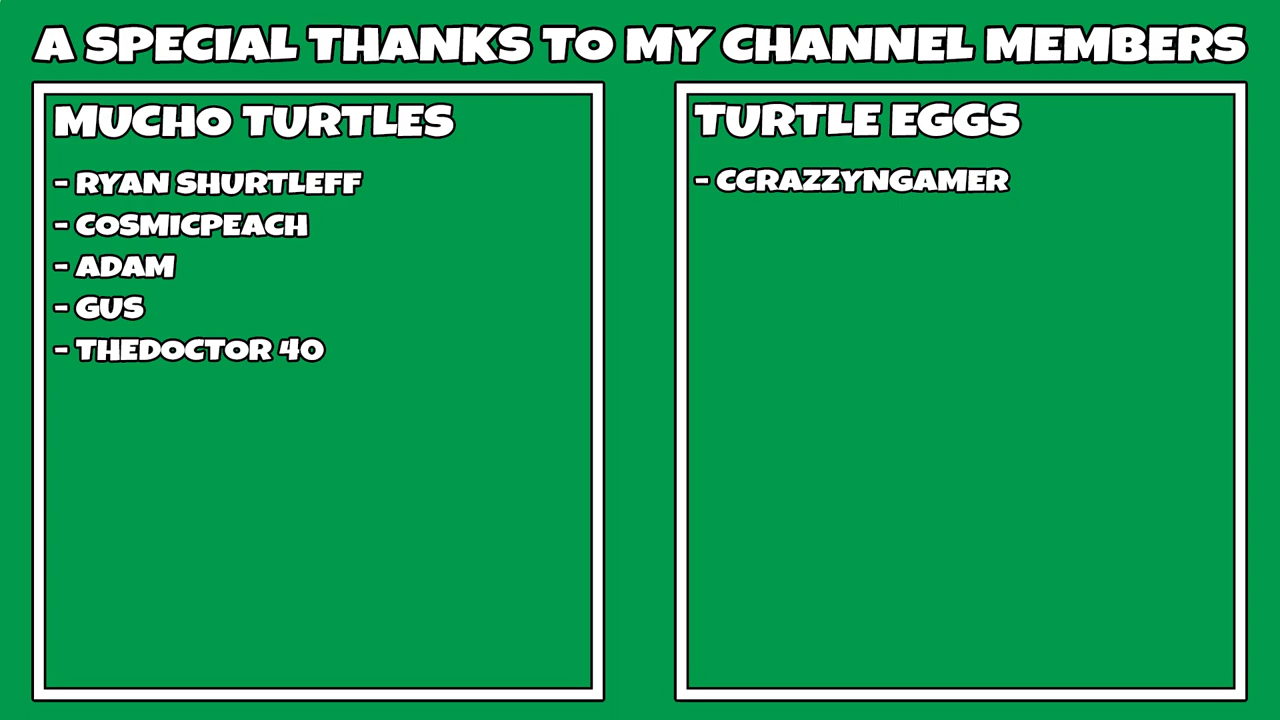 A SPECIAL THANKS TO MY CHANNEL MEMBERS
MUCHO TURTLES
- RYAN SHURTLEFF
- COSMICPEACH
- ADAM
- GUS
- THEDOCTOR 40
TURTLE EGGS
- CCRAZZYNGAMER